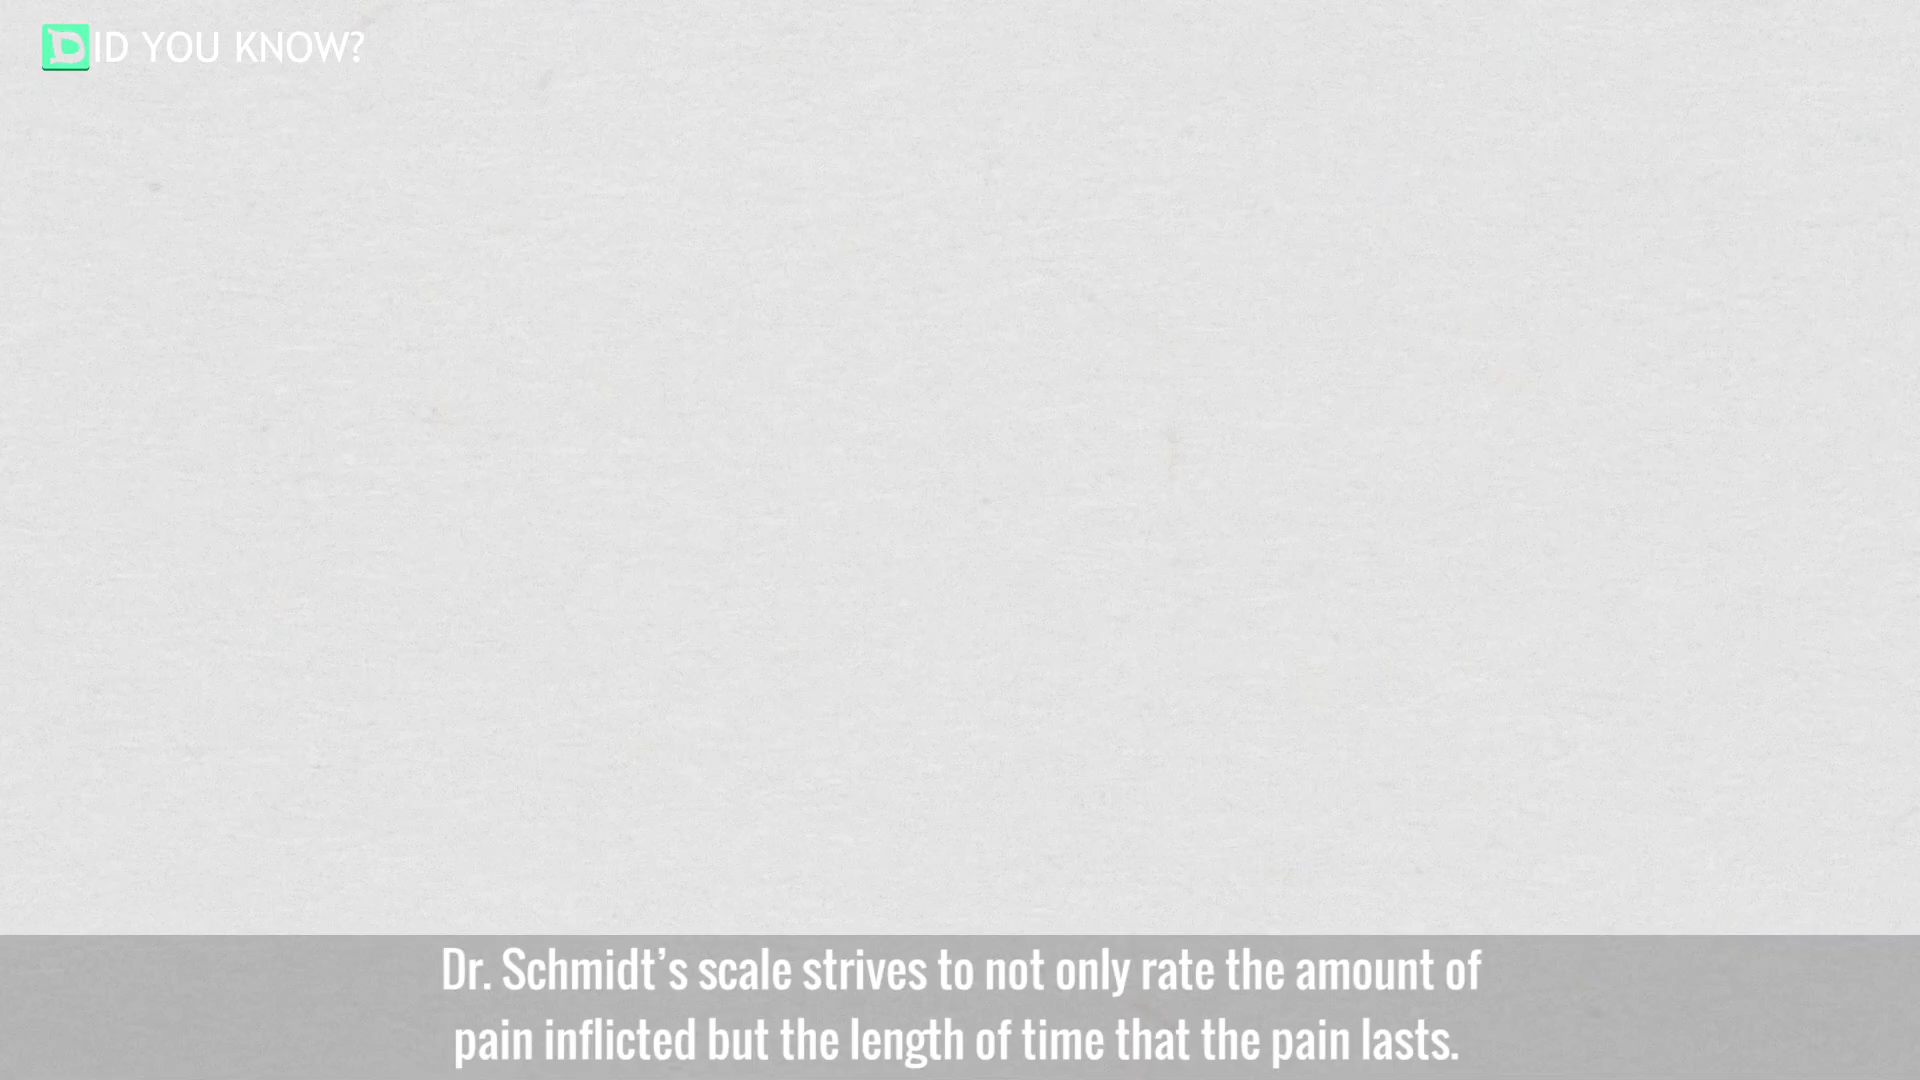 DID YOU KNOW?
Dr. Schmidt’s scale strives to not only rate the amount of
pain inflicted but the length of time that the pain lasts.